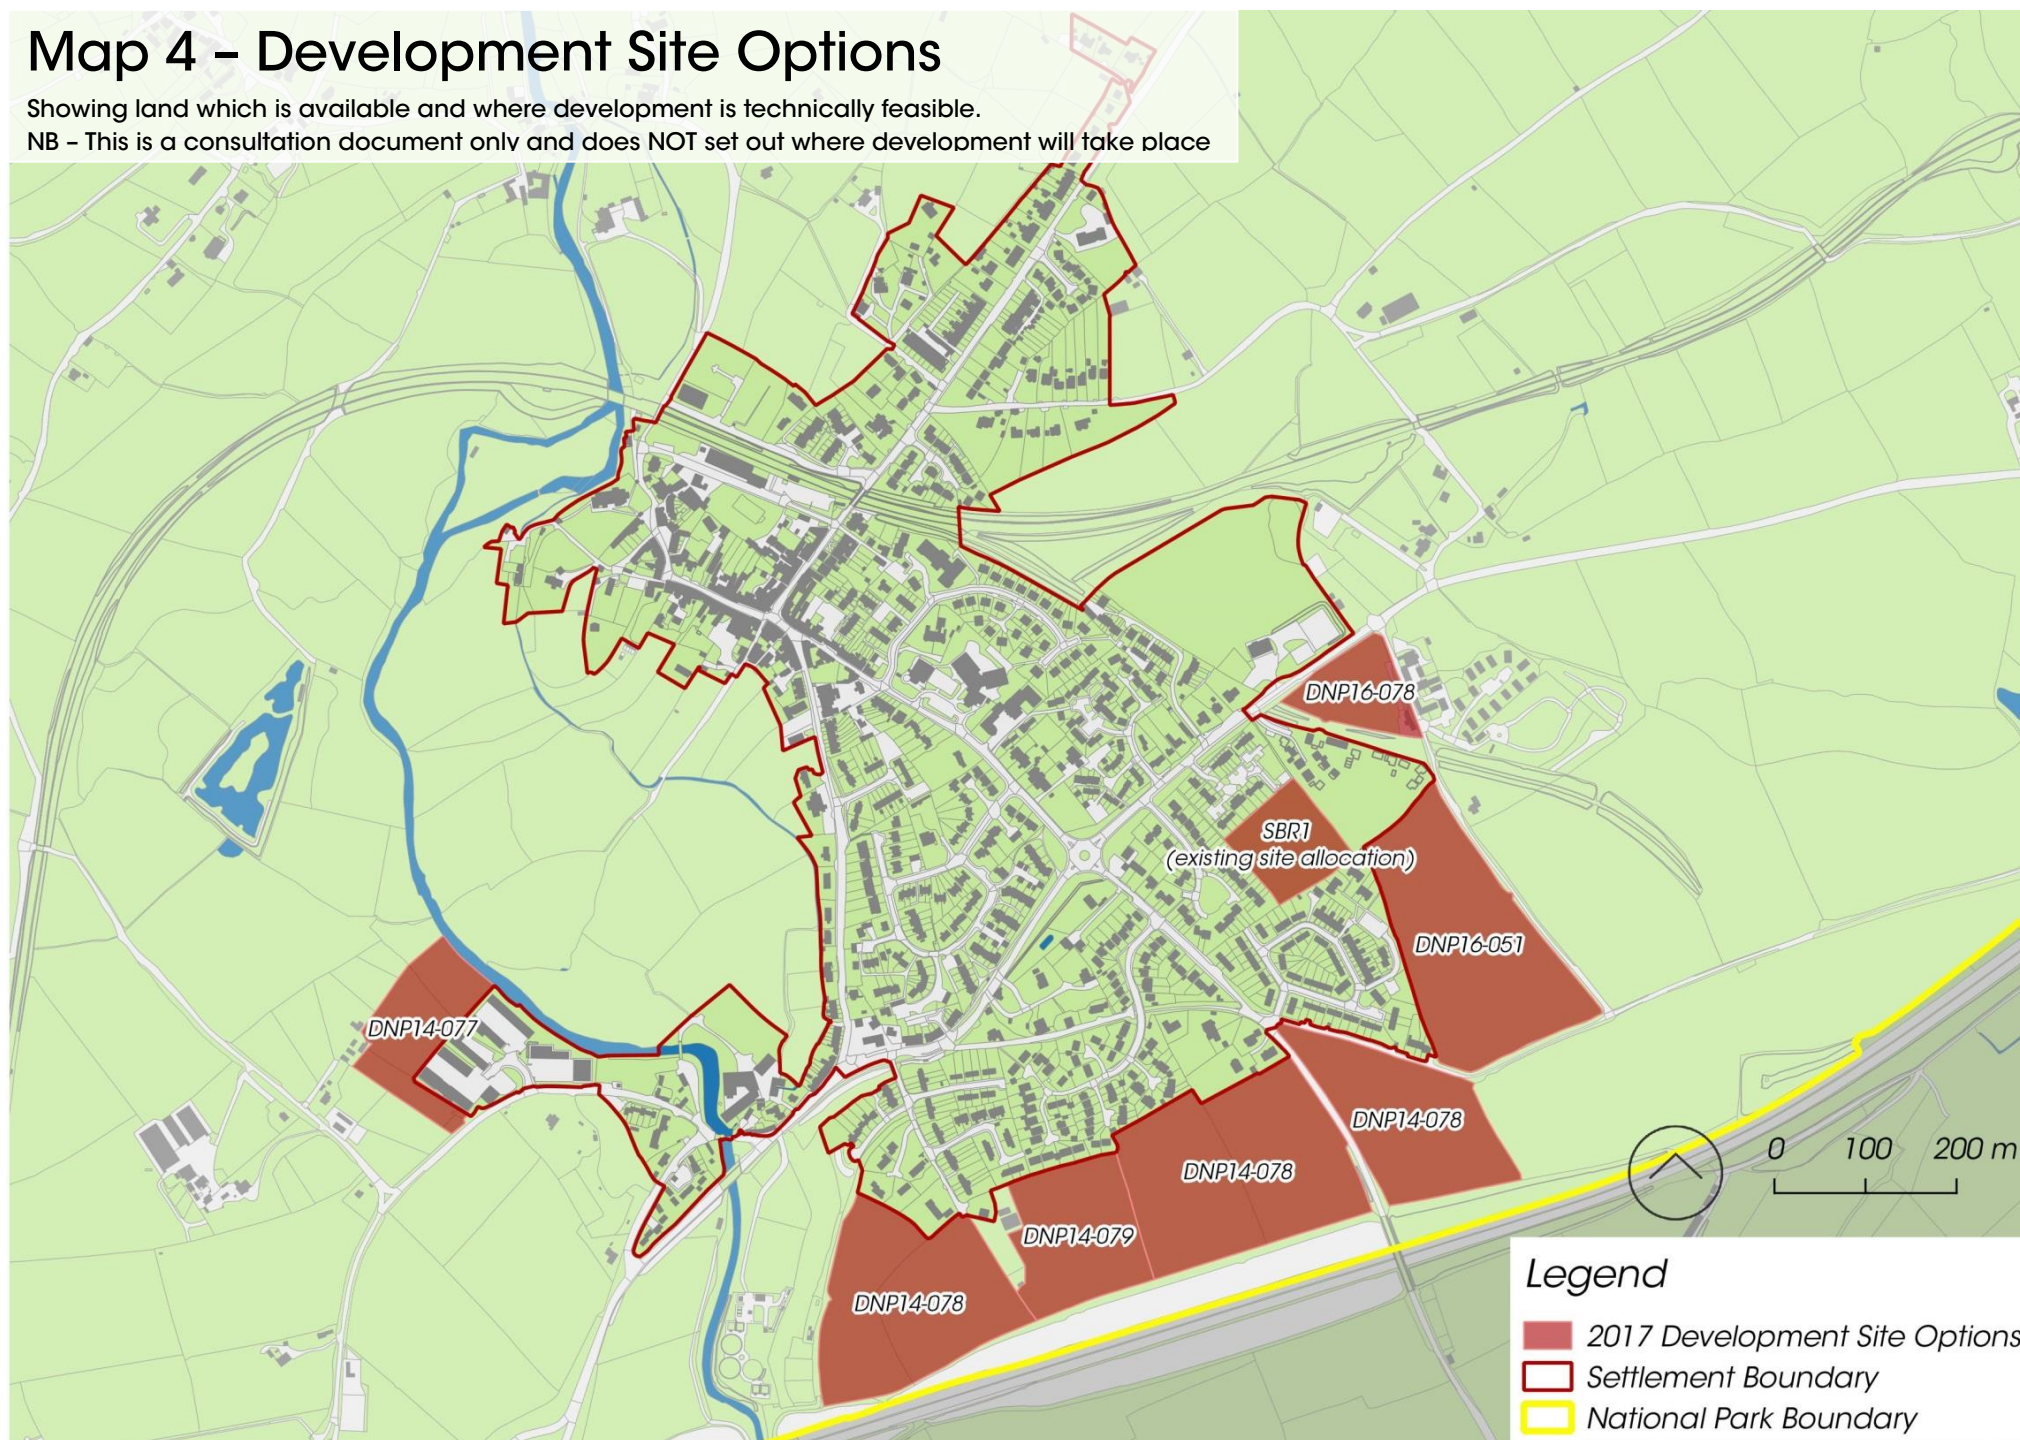 Map 4 – Development Site Options
Showing land which is available and where development is technically feasible.
NB – This is a consultation document only and does NOT set out where development will take place
DNP16-078
SBR1
(existing site allocation)
DNP16-051
DNP14-077
DNP14-078
DNP14-078
DNP14-079
DNP14-078
0 100 200 m
Legend
2017 Development Site Options
Settlement Boundary
National Park Boundary